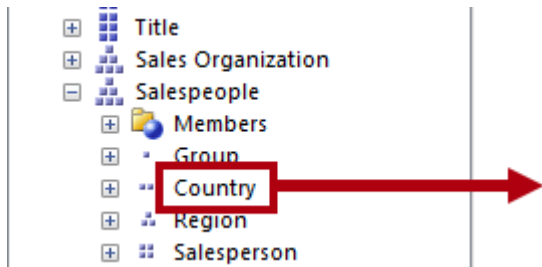 Title
Sales Organization
Salespeople
Members
Group
Country
Region
Salesperson